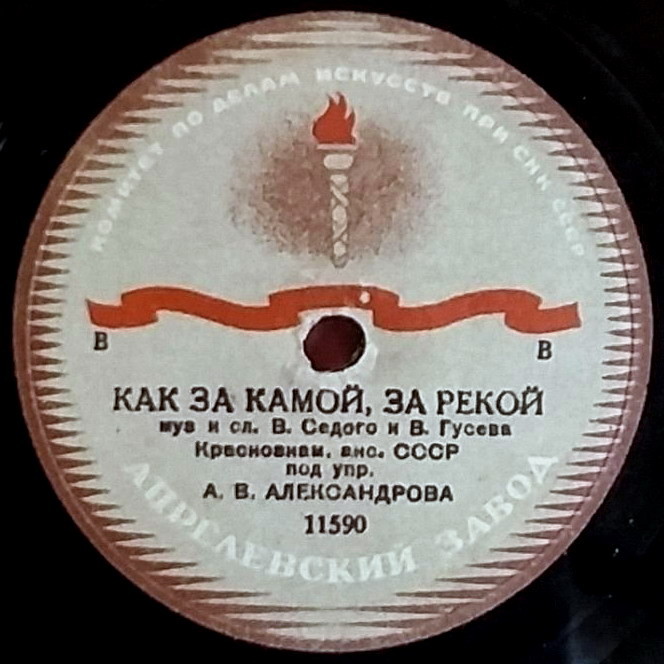 КОМИТЕТ ПО ДЕЛАМ ИСКУССТВ ПРИ СНК СССР
В В
КАК ЗА КАМОЙ, ЗА РЕКОЙ
муз и сл. В. Седого и В. Гусева
Краснознам. анс. СССР
под упр.
А. В. АЛЕКСАНДРОВА
11590
АПРЕЛЕВСКИЙ ЗАВОД